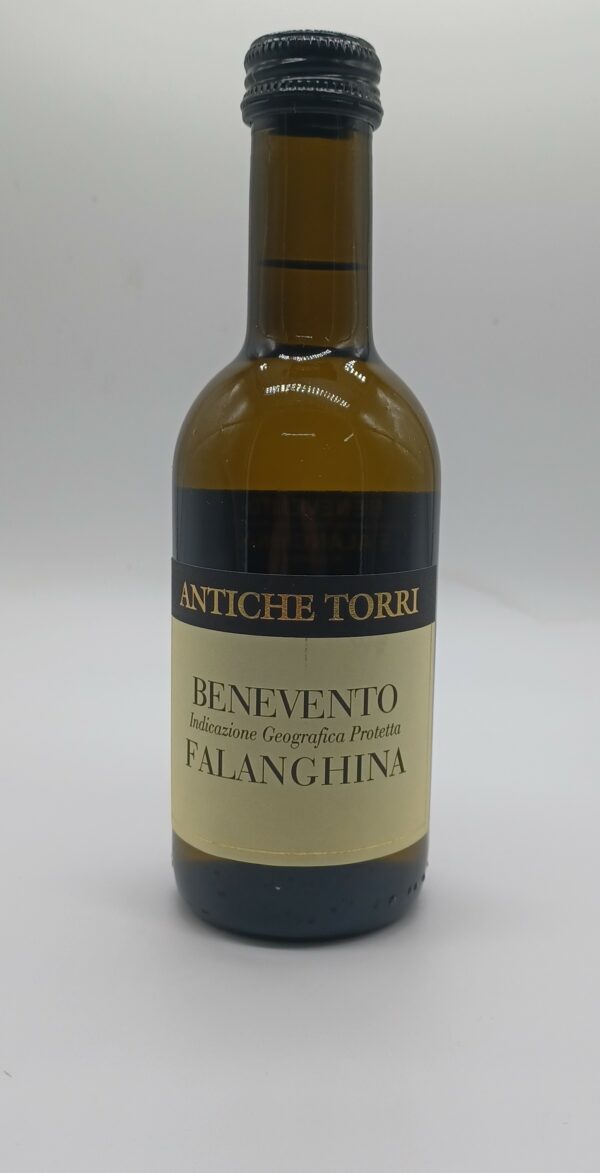 ANTICHE TORRI
BENEVENTO
Indicazione Geografica Protetta
FALANGHINA